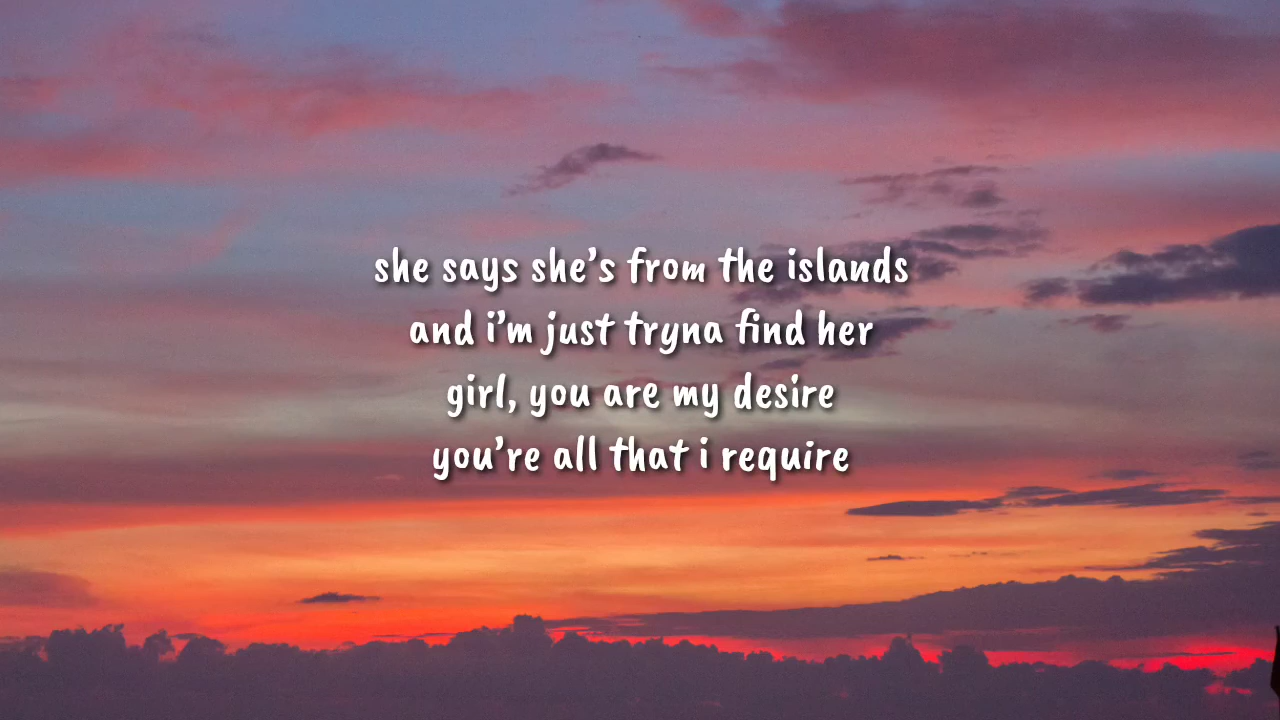 she says she’s from the islands
and i’m just tryna find her
girl, you are my desire
you’re all that i require